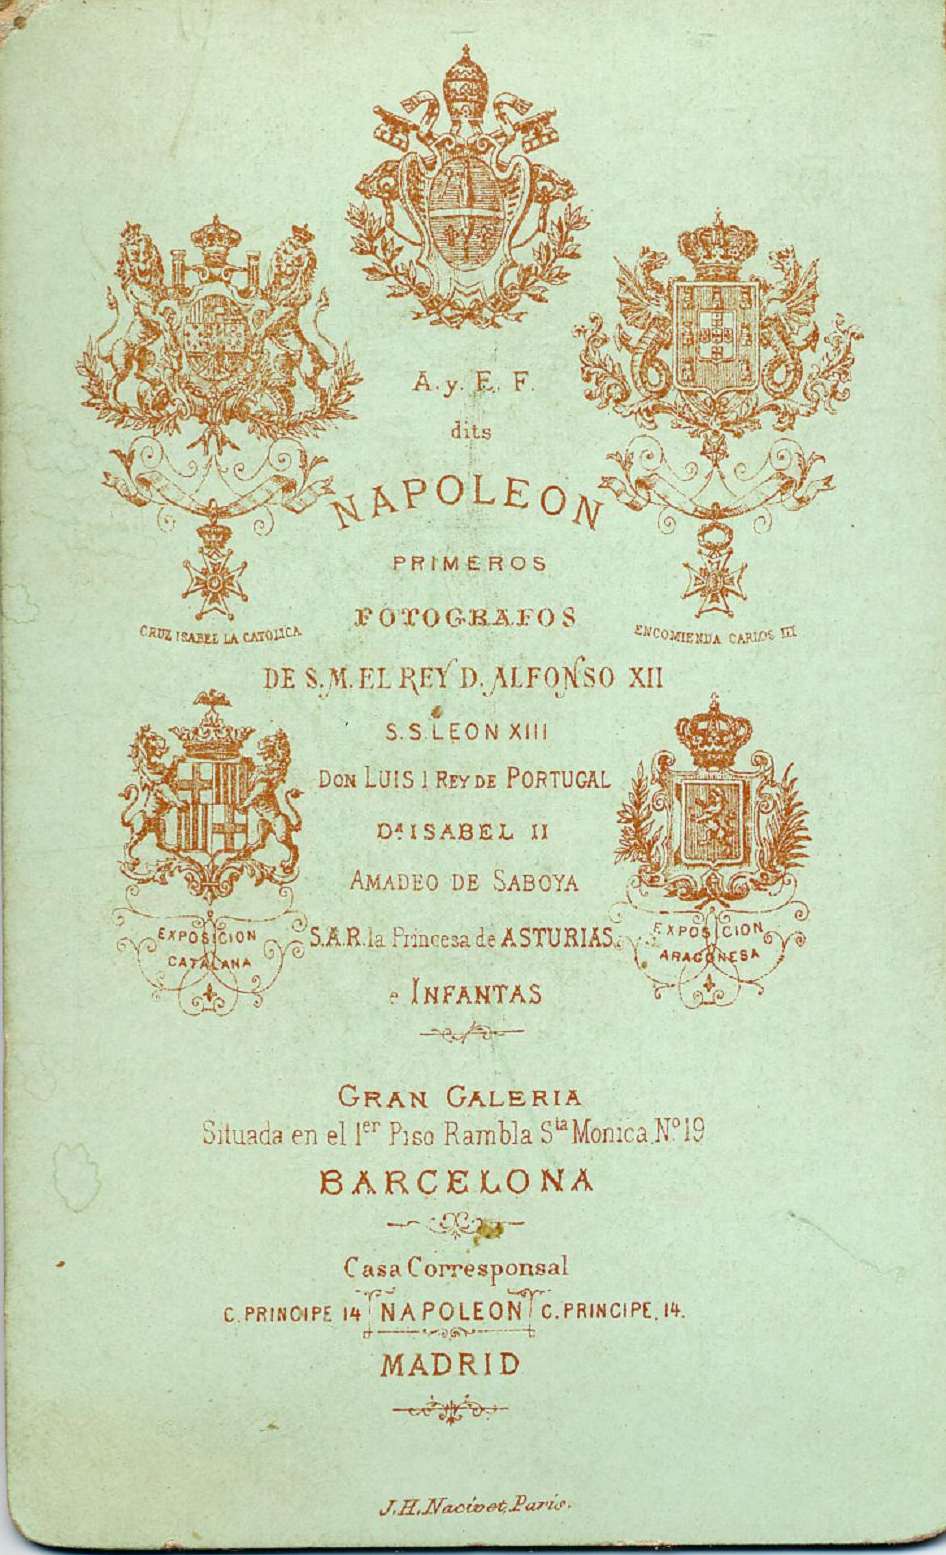 A. y. E. F.
dits
NAPOLEON
PRIMEROS
FOTOGRAFOS
CRUZ ISABEL LA CATOLICA
ENCOMIENDA CARLOS III
DE S.M. EL REY D. ALFONSO XII
S.S. LEON XIII
DON LUIS I REY DE PORTUGAL
Dª ISABEL II
AMADEO DE SABOYA
EXPOSICION
CATALANA
S.A.R. la Princesa de ASTURIAS
EXPOSICION
ARAGONESA
e INFANTAS
GRAN GALERIA
Situada en el 1er Piso Rambla Sta Monica Nº 19
BARCELONA
Casa Corresponsal
C. PRINCIPE 14 NAPOLEON C. PRINCIPE, 14.
MADRID
J.H. Nacivet, Paris.